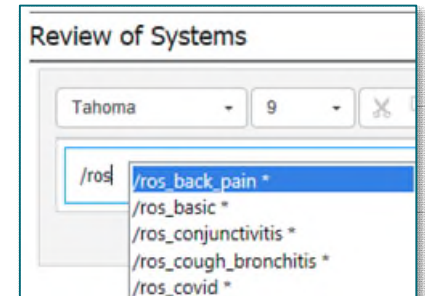 Review of Systems
Tahoma 9
/ros
/ros_back_pain *
/ros_basic *
/ros_conjunctivitis *
/ros_cough_bronchitis *
/ros_covid *